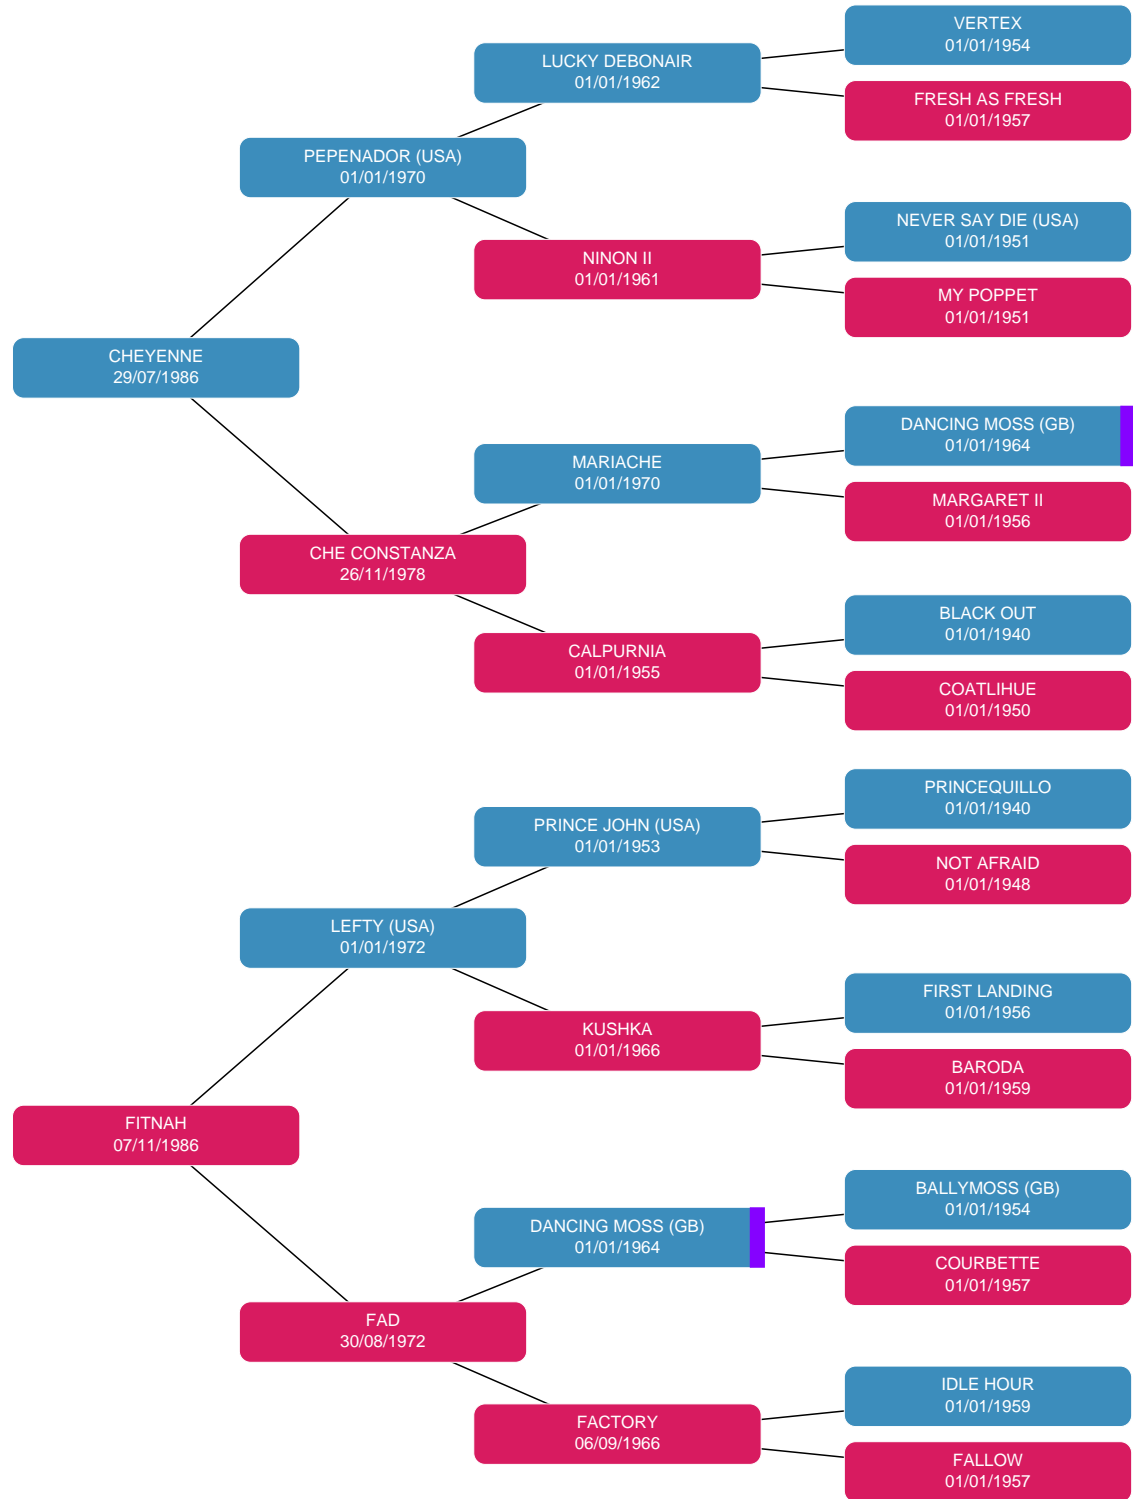 VERTEX
01/01/1954
LUCKY DEBONAIR
01/01/1962
FRESH AS FRESH
01/01/1957
PEPENADOR (USA)
01/01/1970
NEVER SAY DIE (USA)
01/01/1951
NINON II
01/01/1961
MY POPPET
01/01/1951
CHEYENNE
29/07/1986
DANCING MOSS (GB)
01/01/1964
MARIACHE
01/01/1970
MARGARET II
01/01/1956
CHE CONSTANZA
26/11/1978
BLACK OUT
01/01/1940
CALPURNIA
01/01/1955
COATLIHUE
01/01/1950
PRINCEQUILLO
01/01/1940
PRINCE JOHN (USA)
01/01/1953
NOT AFRAID
01/01/1948
LEFTY (USA)
01/01/1972
FIRST LANDING
01/01/1956
KUSHKA
01/01/1966
BARODA
01/01/1959
FITNAH
07/11/1986
BALLYMOSS (GB)
01/01/1954
DANCING MOSS (GB)
01/01/1964
COURBETTE
01/01/1957
FAD
30/08/1972
IDLE HOUR
01/01/1959
FACTORY
06/09/1966
FALLOW
01/01/1957